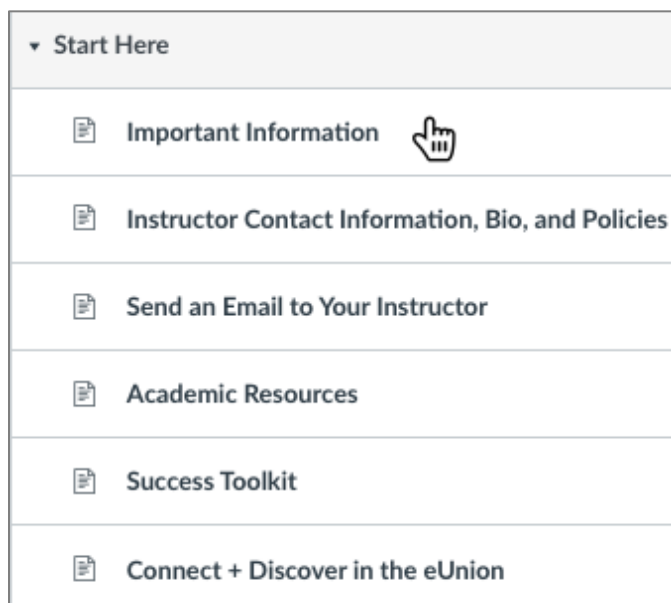 Start Here
Important Information
Instructor Contact Information, Bio, and Policies
Send an Email to Your Instructor
Academic Resources
Success Toolkit
Connect + Discover in the eUnion